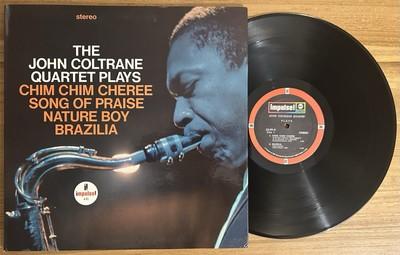 stereo
THE
JOHN COLTRANE
QUARTET PLAYS
CHIM CHIM CHEREE
SONG OF PRAISE
NATURE BOY
BRAZILIA
impulse!
impulse!
JOHN COLTRANE QUARTET
PLAYS